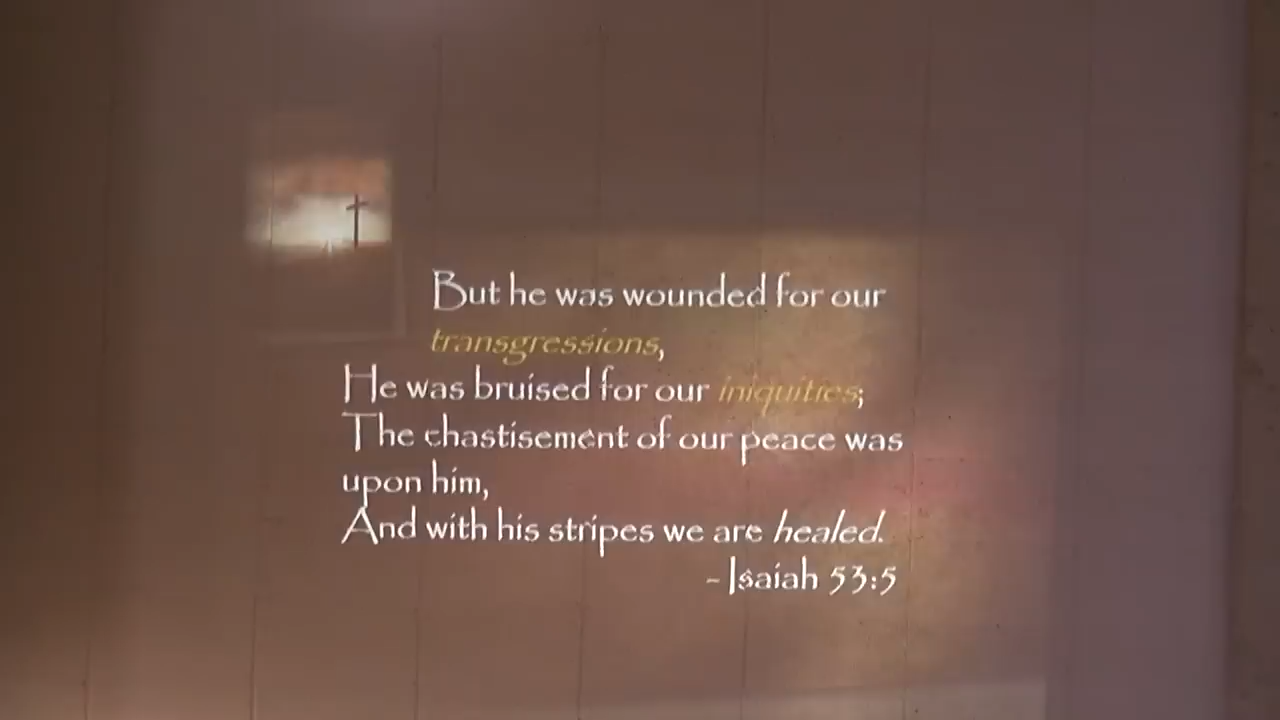 But he was wounded for our
transgressions,
He was bruised for our iniquities;
The chastisement of our peace was
upon him,
And with his stripes we are healed.
- Isaiah 53:5